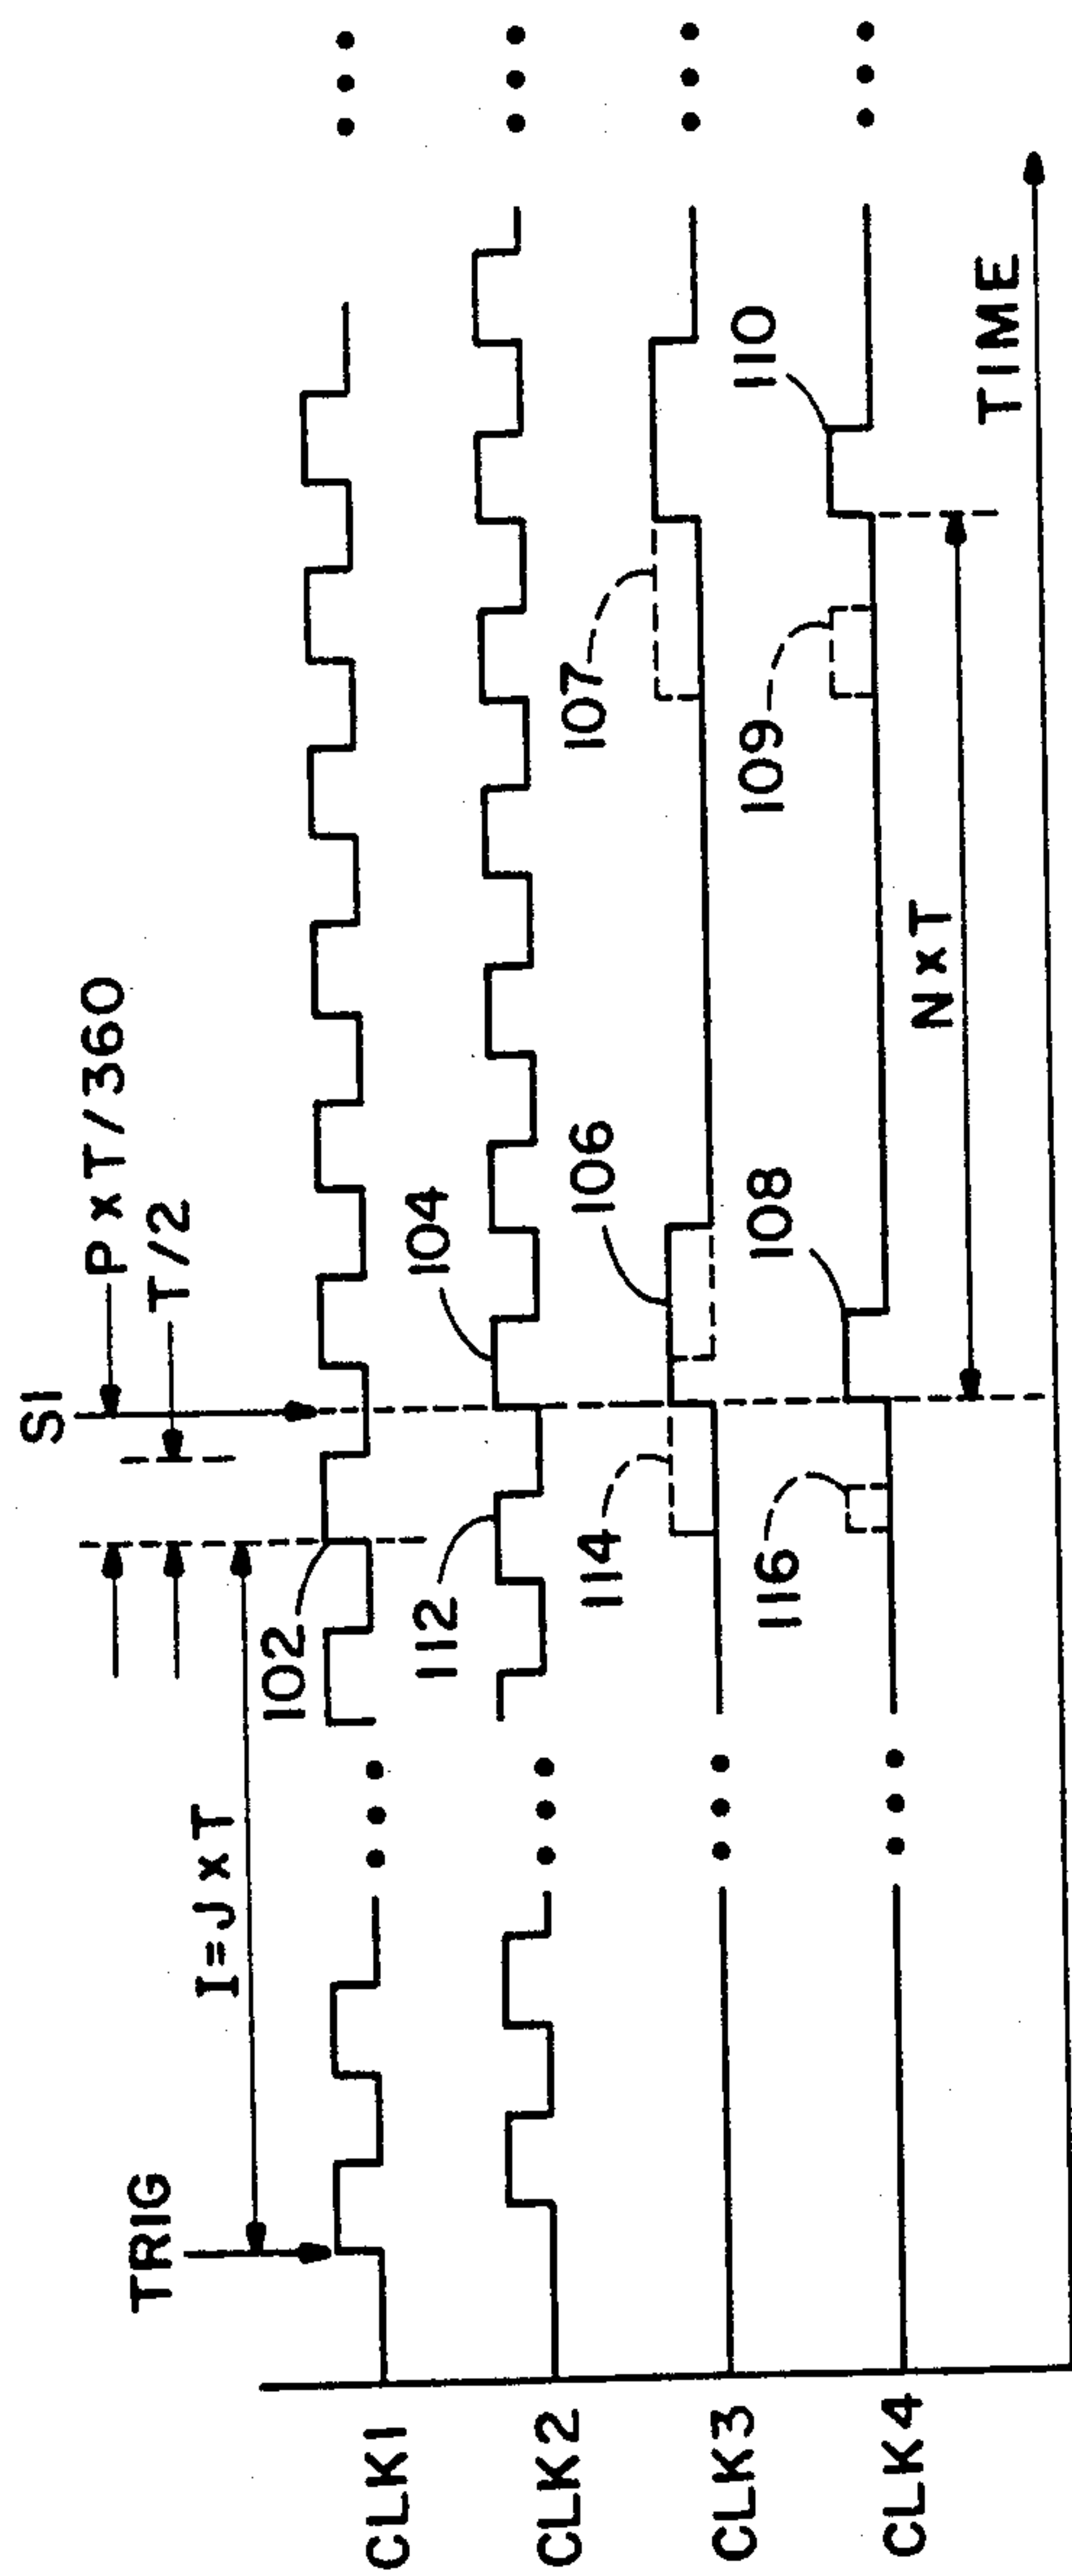 S1
P x T/360
T/2
TRIG
I=J x T
102
CLK1
112
104
CLK2
114
106
107
CLK3
116
108
109
110
CLK4
N x T
TIME